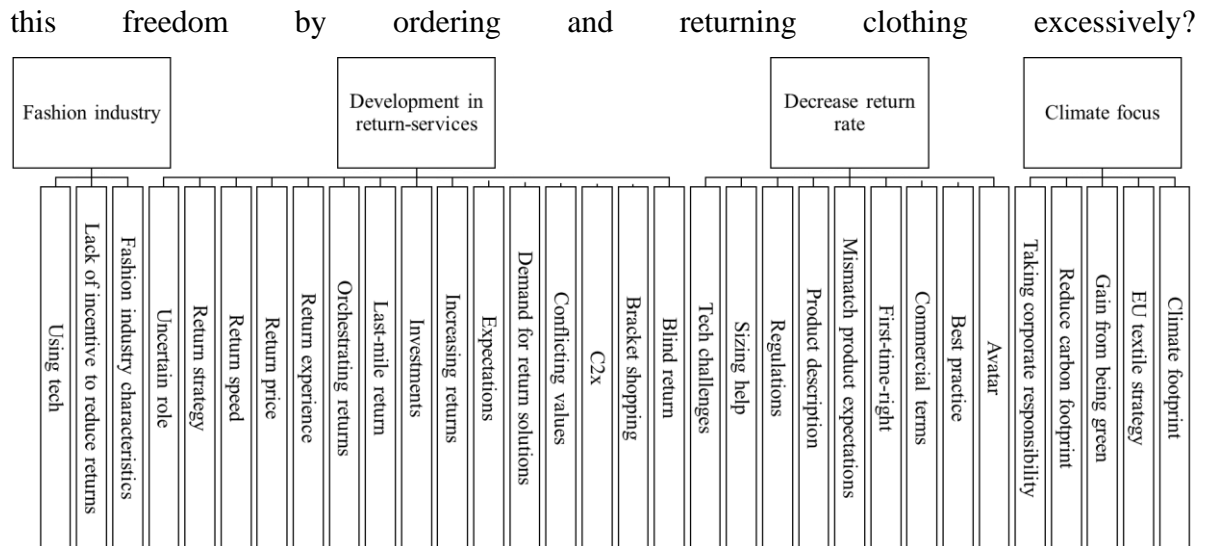 this freedom by ordering and returning clothing excessively?
Fashion industry
Development in
return-services
Decrease return
rate
Climate focus
Using tech
Lack of incentive to reduce returns
Fashion industry characteristics
Uncertain role
Return strategy
Return speed
Return price
Return experience
Orchestrating returns
Last-mile return
Investments
Increasing returns
Expectations
Demand for return solutions
Conflicting values
C2x
Bracket shopping
Blind return
Tech challenges
Sizing help
Regulations
Product description
Mismatch product expectations
First-time-right
Commercial terms
Best practice
Avatar
Taking corporate responsibility
Reduce carbon footprint
Gain from being green
EU textile strategy
Climate footprint